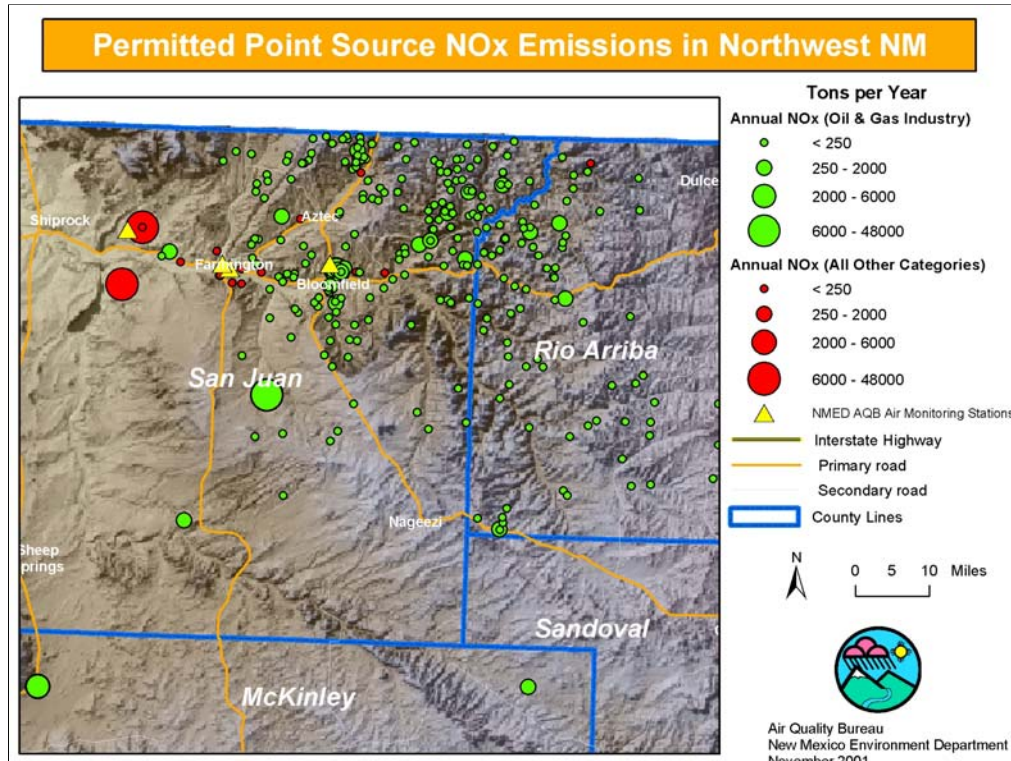 Permitted Point Source NOx Emissions in Northwest NM
Tons per Year
Annual NOx (Oil & Gas Industry)
< 250
250 - 2000
2000 - 6000
6000 - 48000
Annual NOx (All Other Categories)
< 250
250 - 2000
2000 - 6000
6000 - 48000
NMED AQB Air Monitoring Stations
Interstate Highway
Primary road
Secondary road
County Lines
N
0 5 10 Miles
Air Quality Bureau
New Mexico Environment Department
November 2001
Dulce
Shiprock
Aztec
Farmington
Bloomfield
Rio Arriba
San Juan
Nageezi
Sheep
Springs
Sandoval
McKinley